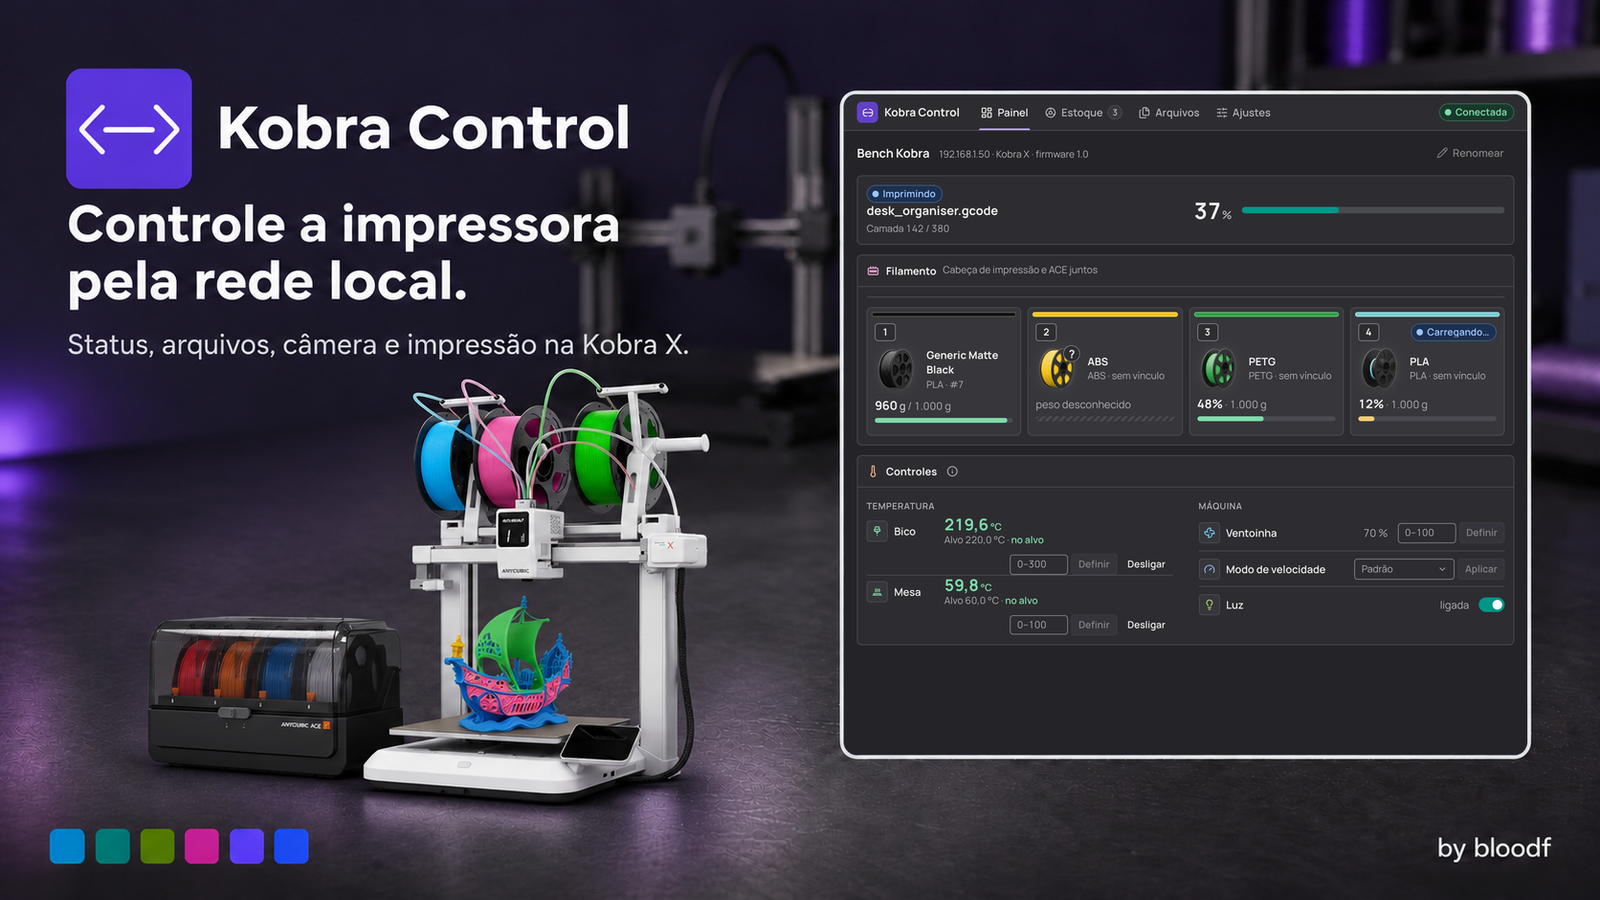 Kobra Control
Controle a impressora
pela rede local.
Status, arquivos, câmera e impressão na Kobra X.
ANYCUBIC
ANYCUBIC ACE
Kobra Control
Painel
Estoque 3
Arquivos
Ajustes
Conectada
Bench Kobra
192.168.1.50 · Kobra X · firmware 1.0
Renomear
Imprimindo
desk_organiser.gcode
Camada 142 / 380
37 %
Filamento Cabeça de impressão e ACE juntos
1
Generic Matte
Black
PLA · #7
960 g / 1.000 g
2
?
ABS
ABS · sem vínculo
peso desconhecido
3
PETG
PETG · sem vínculo
48% · 1.000 g
4
Carregando...
PLA
PLA · sem vínculo
12% · 1.000 g
Controles
TEMPERATURA
Bico
219,6 °C
Alvo 220,0 °C · no alvo
0–300
Definir
Desligar
Mesa
59,8 °C
Alvo 60,0 °C · no alvo
0–100
Definir
Desligar
MÁQUINA
Ventoinha
70 %
0–100
Definir
Modo de velocidade
Padrão
Aplicar
Luz
ligada
by bloodf